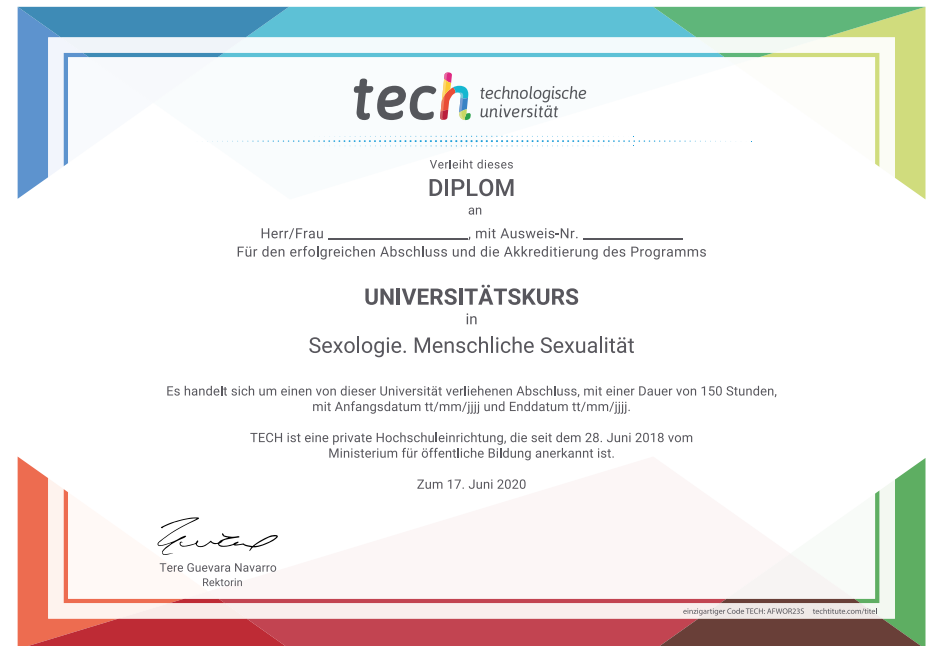 tech technologische
universität
Verleiht dieses
DIPLOM
an
Herr/Frau ____________________, mit Ausweis-Nr. ______________
Für den erfolgreichen Abschluss und die Akkreditierung des Programms
UNIVERSITÄTSKURS
in
Sexologie. Menschliche Sexualität
Es handelt sich um einen von dieser Universität verliehenen Abschluss, mit einer Dauer von 150 Stunden,
mit Anfangsdatum tt/mm/jjjj und Enddatum tt/mm/jjjj.
TECH ist eine private Hochschuleinrichtung, die seit dem 28. Juni 2018 vom
Ministerium für öffentliche Bildung anerkannt ist.
Zum 17. Juni 2020
Tere Guevara Navarro
Rektorin
einzigartiger Code TECH: AFWOR23S techtitute.com/titel